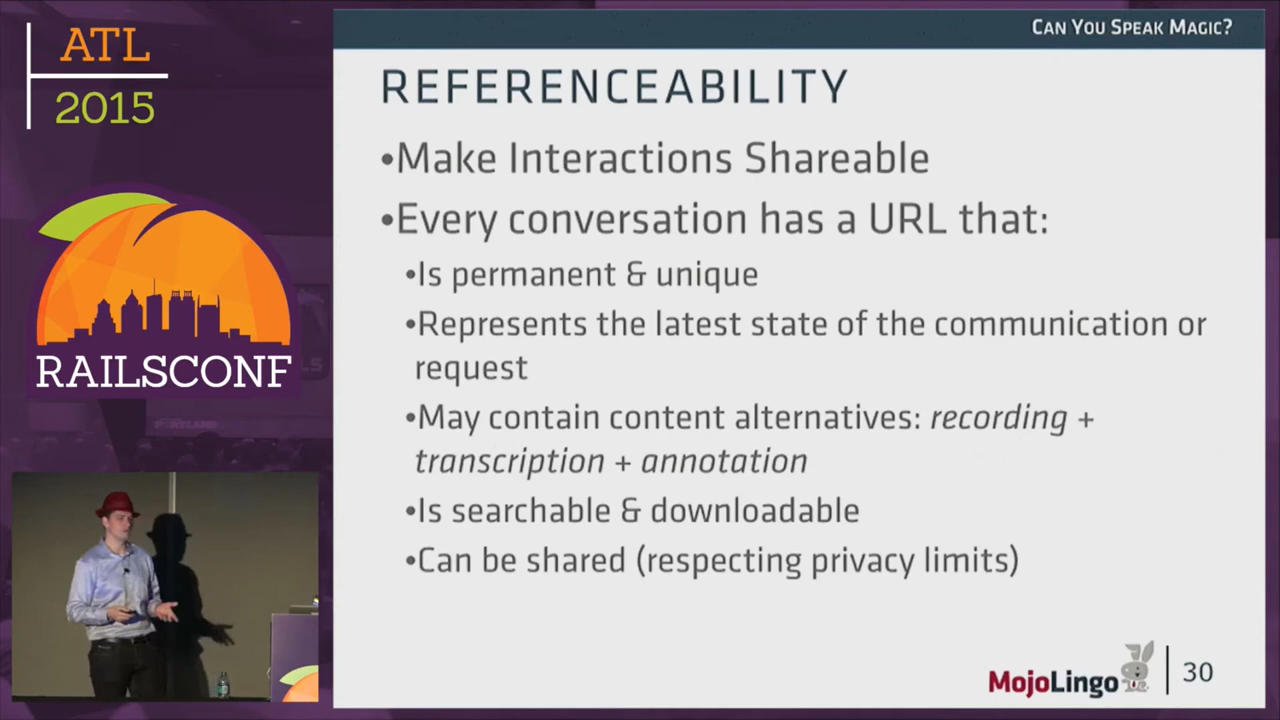 ATL
2015
RAILSCONF
CAN YOU SPEAK MAGIC?
REFERENCEABILITY
•Make Interactions Shareable
•Every conversation has a URL that:
•Is permanent & unique
•Represents the latest state of the communication or
request
•May contain content alternatives: recording +
transcription + annotation
•Is searchable & downloadable
•Can be shared (respecting privacy limits)
MojoLingo
30